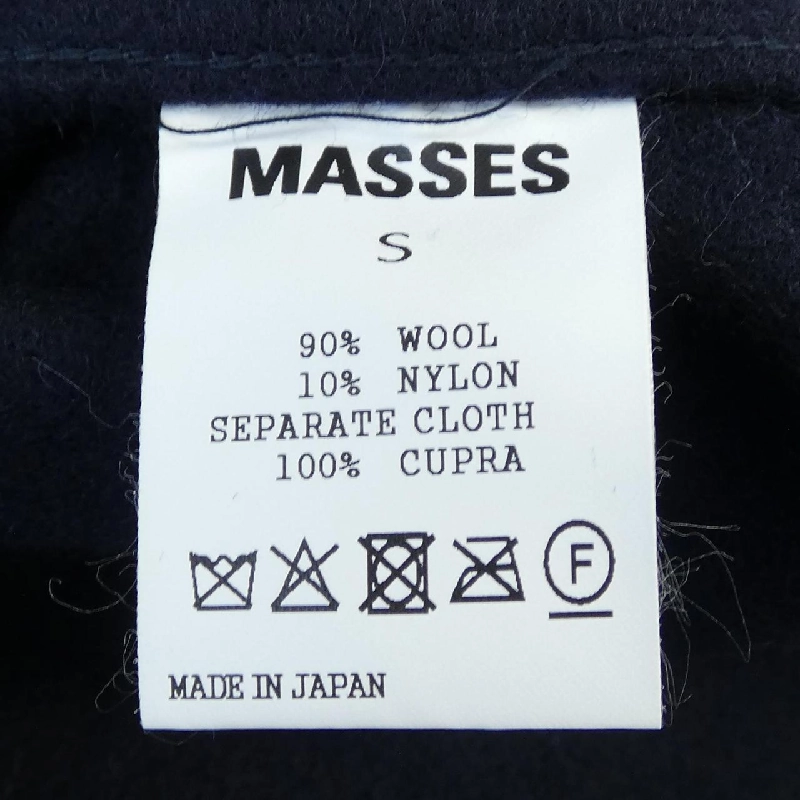 MASSES
S
90% WOOL
10% NYLON
SEPARATE CLOTH
100% CUPRA
F
MADE IN JAPAN